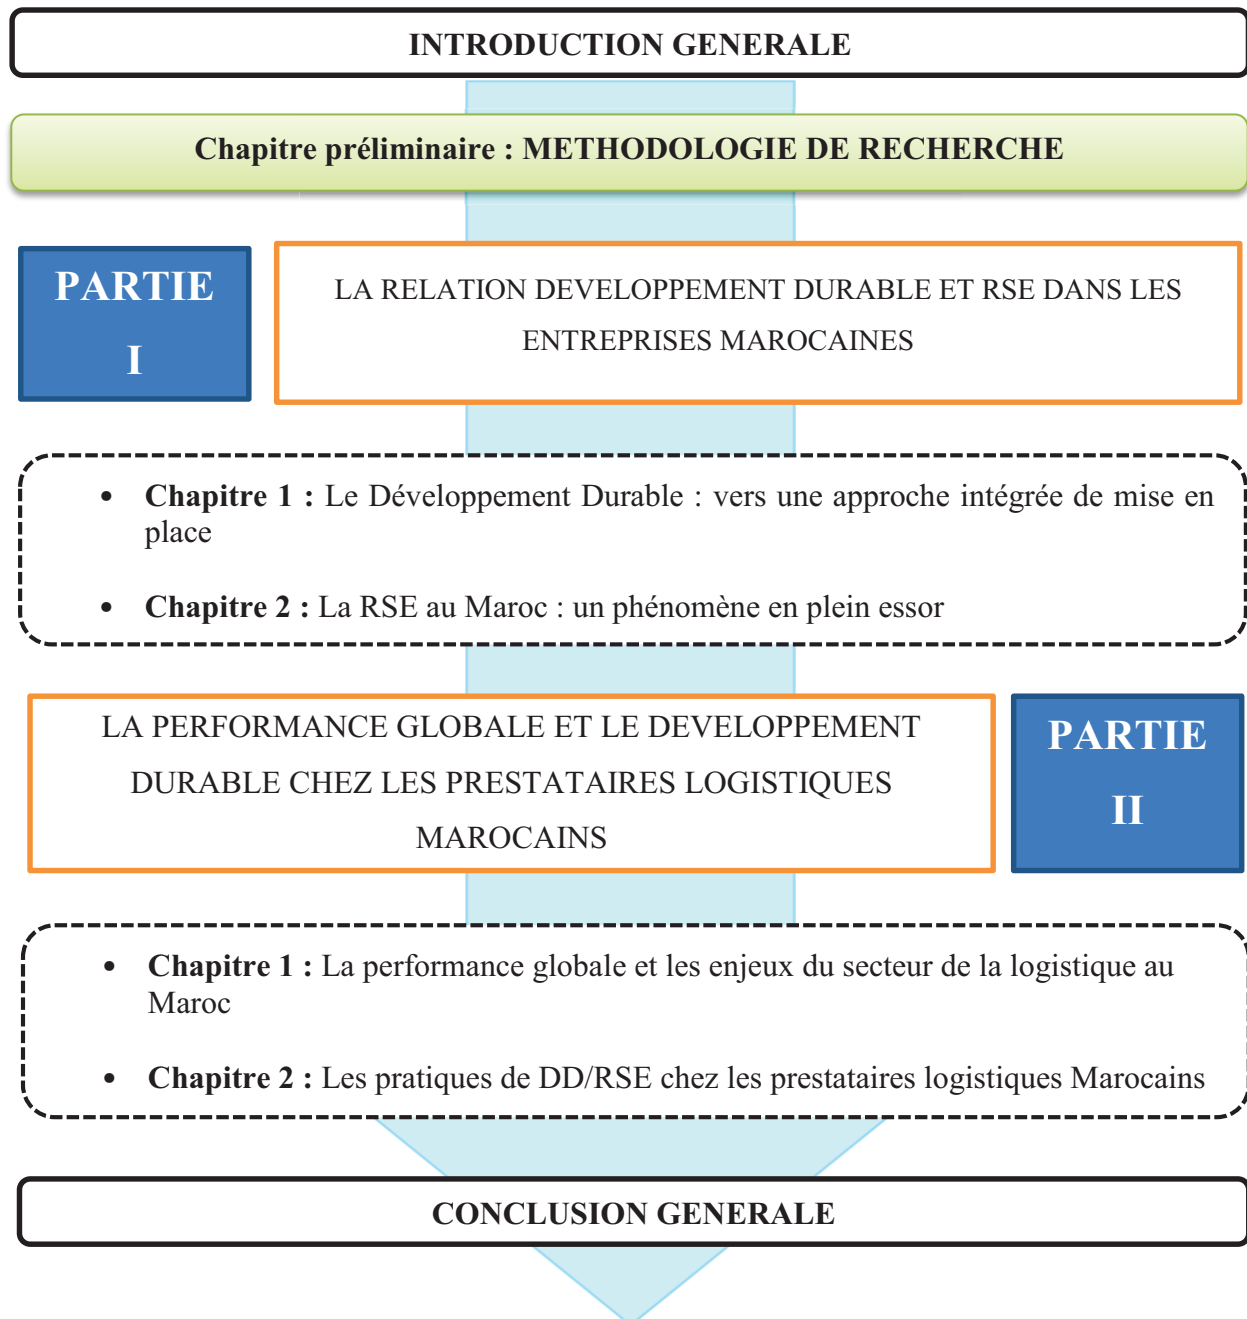 INTRODUCTION GENERALE
Chapitre préliminaire : METHODOLOGIE DE RECHERCHE
PARTIE
I
LA RELATION DEVELOPPEMENT DURABLE ET RSE DANS LES
ENTREPRISES MAROCAINES
• Chapitre 1 : Le Développement Durable : vers une approche intégrée de mise en
place
• Chapitre 2 : La RSE au Maroc : un phénomène en plein essor
LA PERFORMANCE GLOBALE ET LE DEVELOPPEMENT
DURABLE CHEZ LES PRESTATAIRES LOGISTIQUES
MAROCAINS
PARTIE
II
• Chapitre 1 : La performance globale et les enjeux du secteur de la logistique au
Maroc
• Chapitre 2 : Les pratiques de DD/RSE chez les prestataires logistiques Marocains
CONCLUSION GENERALE